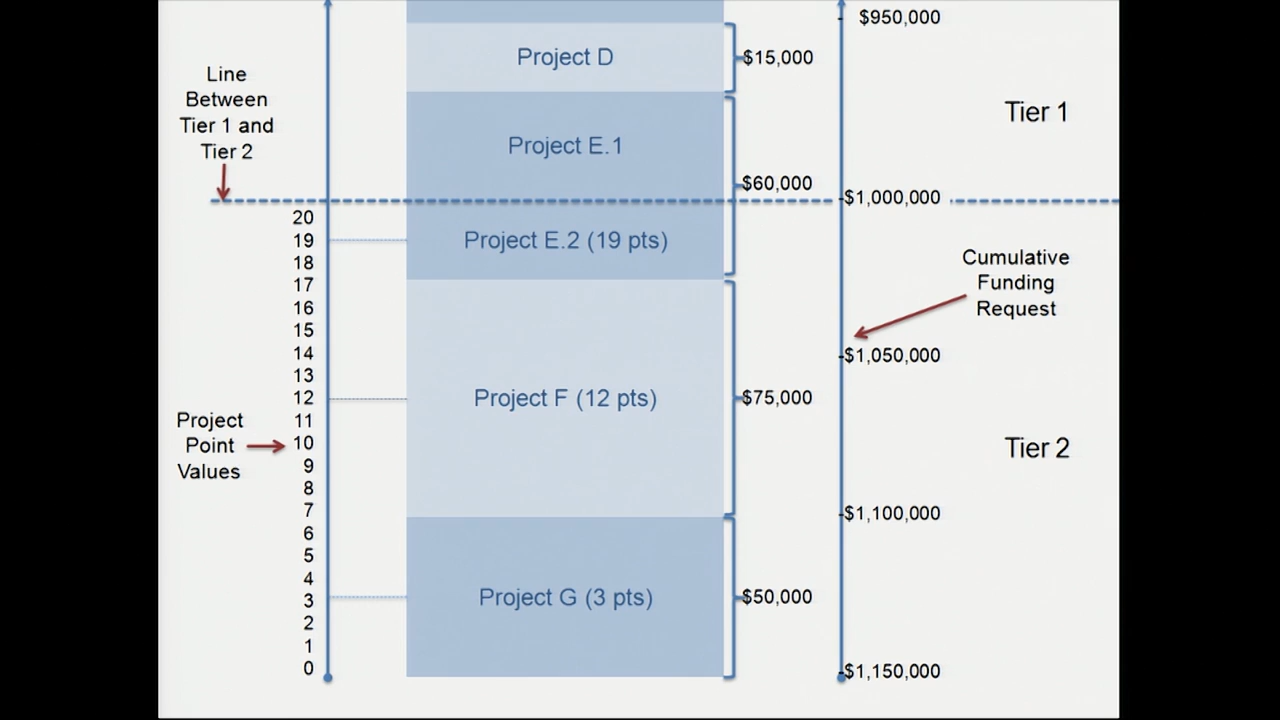 $950,000
Project D
$15,000
Line
Between
Tier 1 and
Tier 2
Tier 1
Project E.1
$60,000
$1,000,000
20
19
Project E.2 (19 pts)
18
17
16
15
14
13
12
11
10
9
8
7
6
5
4
3
2
1
0
Cumulative
Funding
Request
$1,050,000
Project F (12 pts)
$75,000
Project
Point
Values
Tier 2
$1,100,000
Project G (3 pts)
$50,000
$1,150,000